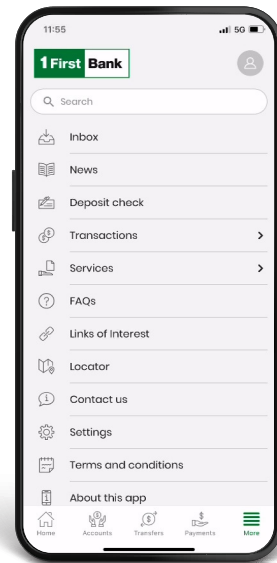 11:55 5G
1 First Bank
Search
Inbox
News
Deposit check
Transactions
Services
FAQs
Links of Interest
Locator
Contact us
Settings
Terms and conditions
About this app
Home Accounts Transfers Payments More